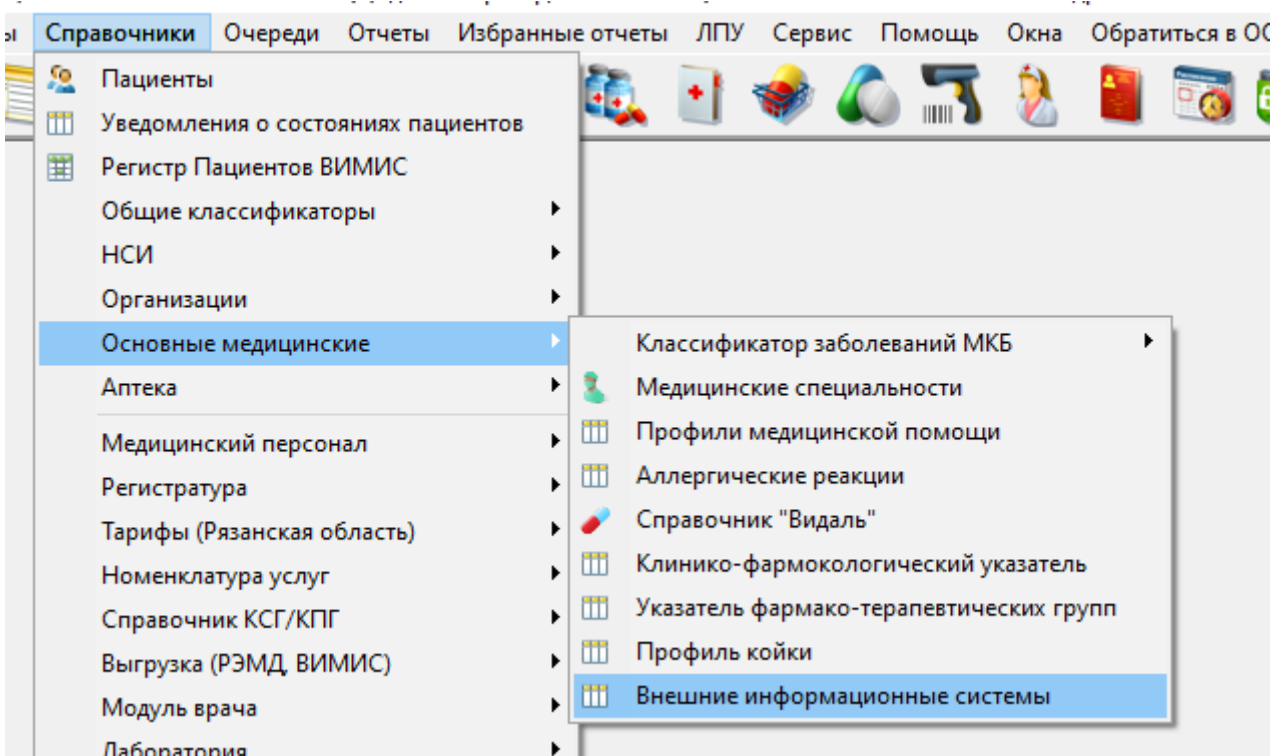 ы Справочники Очереди Отчеты Избранные отчеты ЛПУ Сервис Помощь Окна Обратиться в ОС
Пациенты
Уведомления о состояниях пациентов
Регистр Пациентов ВИМИС
Общие классификаторы
НСИ
Организации
Основные медицинские
Аптека
Медицинский персонал
Регистратура
Тарифы (Рязанская область)
Номенклатура услуг
Справочник КСГ/КПГ
Выгрузка (РЭМД, ВИМИС)
Модуль врача
Лаборатория
Классификатор заболеваний МКБ
Медицинские специальности
Профили медицинской помощи
Аллергические реакции
Справочник "Видаль"
Клинико-фармокологический указатель
Указатель фармако-терапевтических групп
Профиль койки
Внешние информационные системы